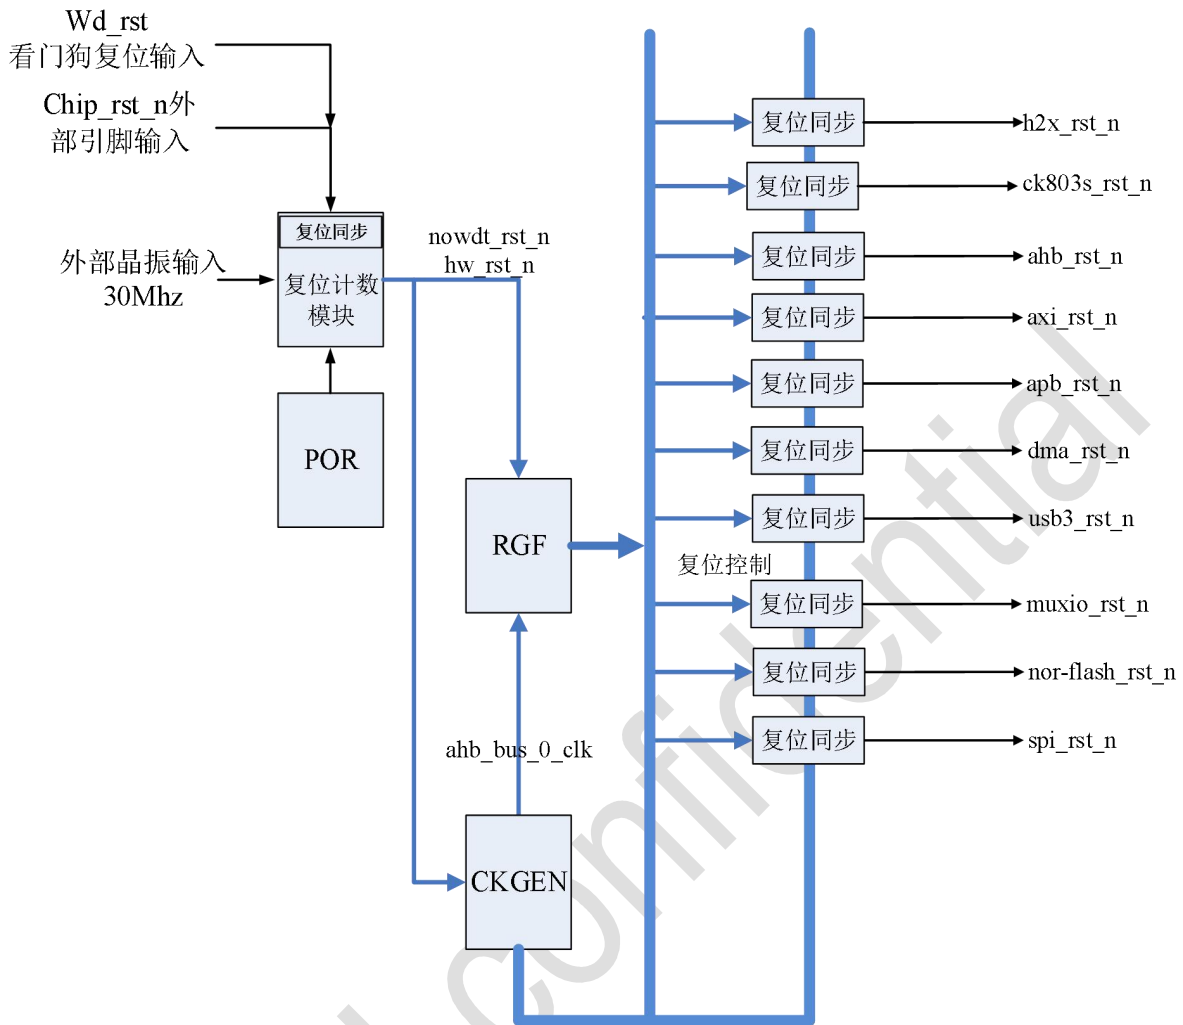 Wd_rst
看门狗复位输入
Chip_rst_n外
部引脚输入
复位同步
外部晶振输入
30Mhz
复位计数
模块
nowdt_rst_n
hw_rst_n
POR
RGF
ahb_bus_0_clk
CKGEN
复位控制
复位同步
h2x_rst_n
复位同步
ck803s_rst_n
复位同步
ahb_rst_n
复位同步
axi_rst_n
复位同步
apb_rst_n
复位同步
dma_rst_n
复位同步
usb3_rst_n
复位同步
muxio_rst_n
复位同步
nor-flash_rst_n
复位同步
spi_rst_n
confidential